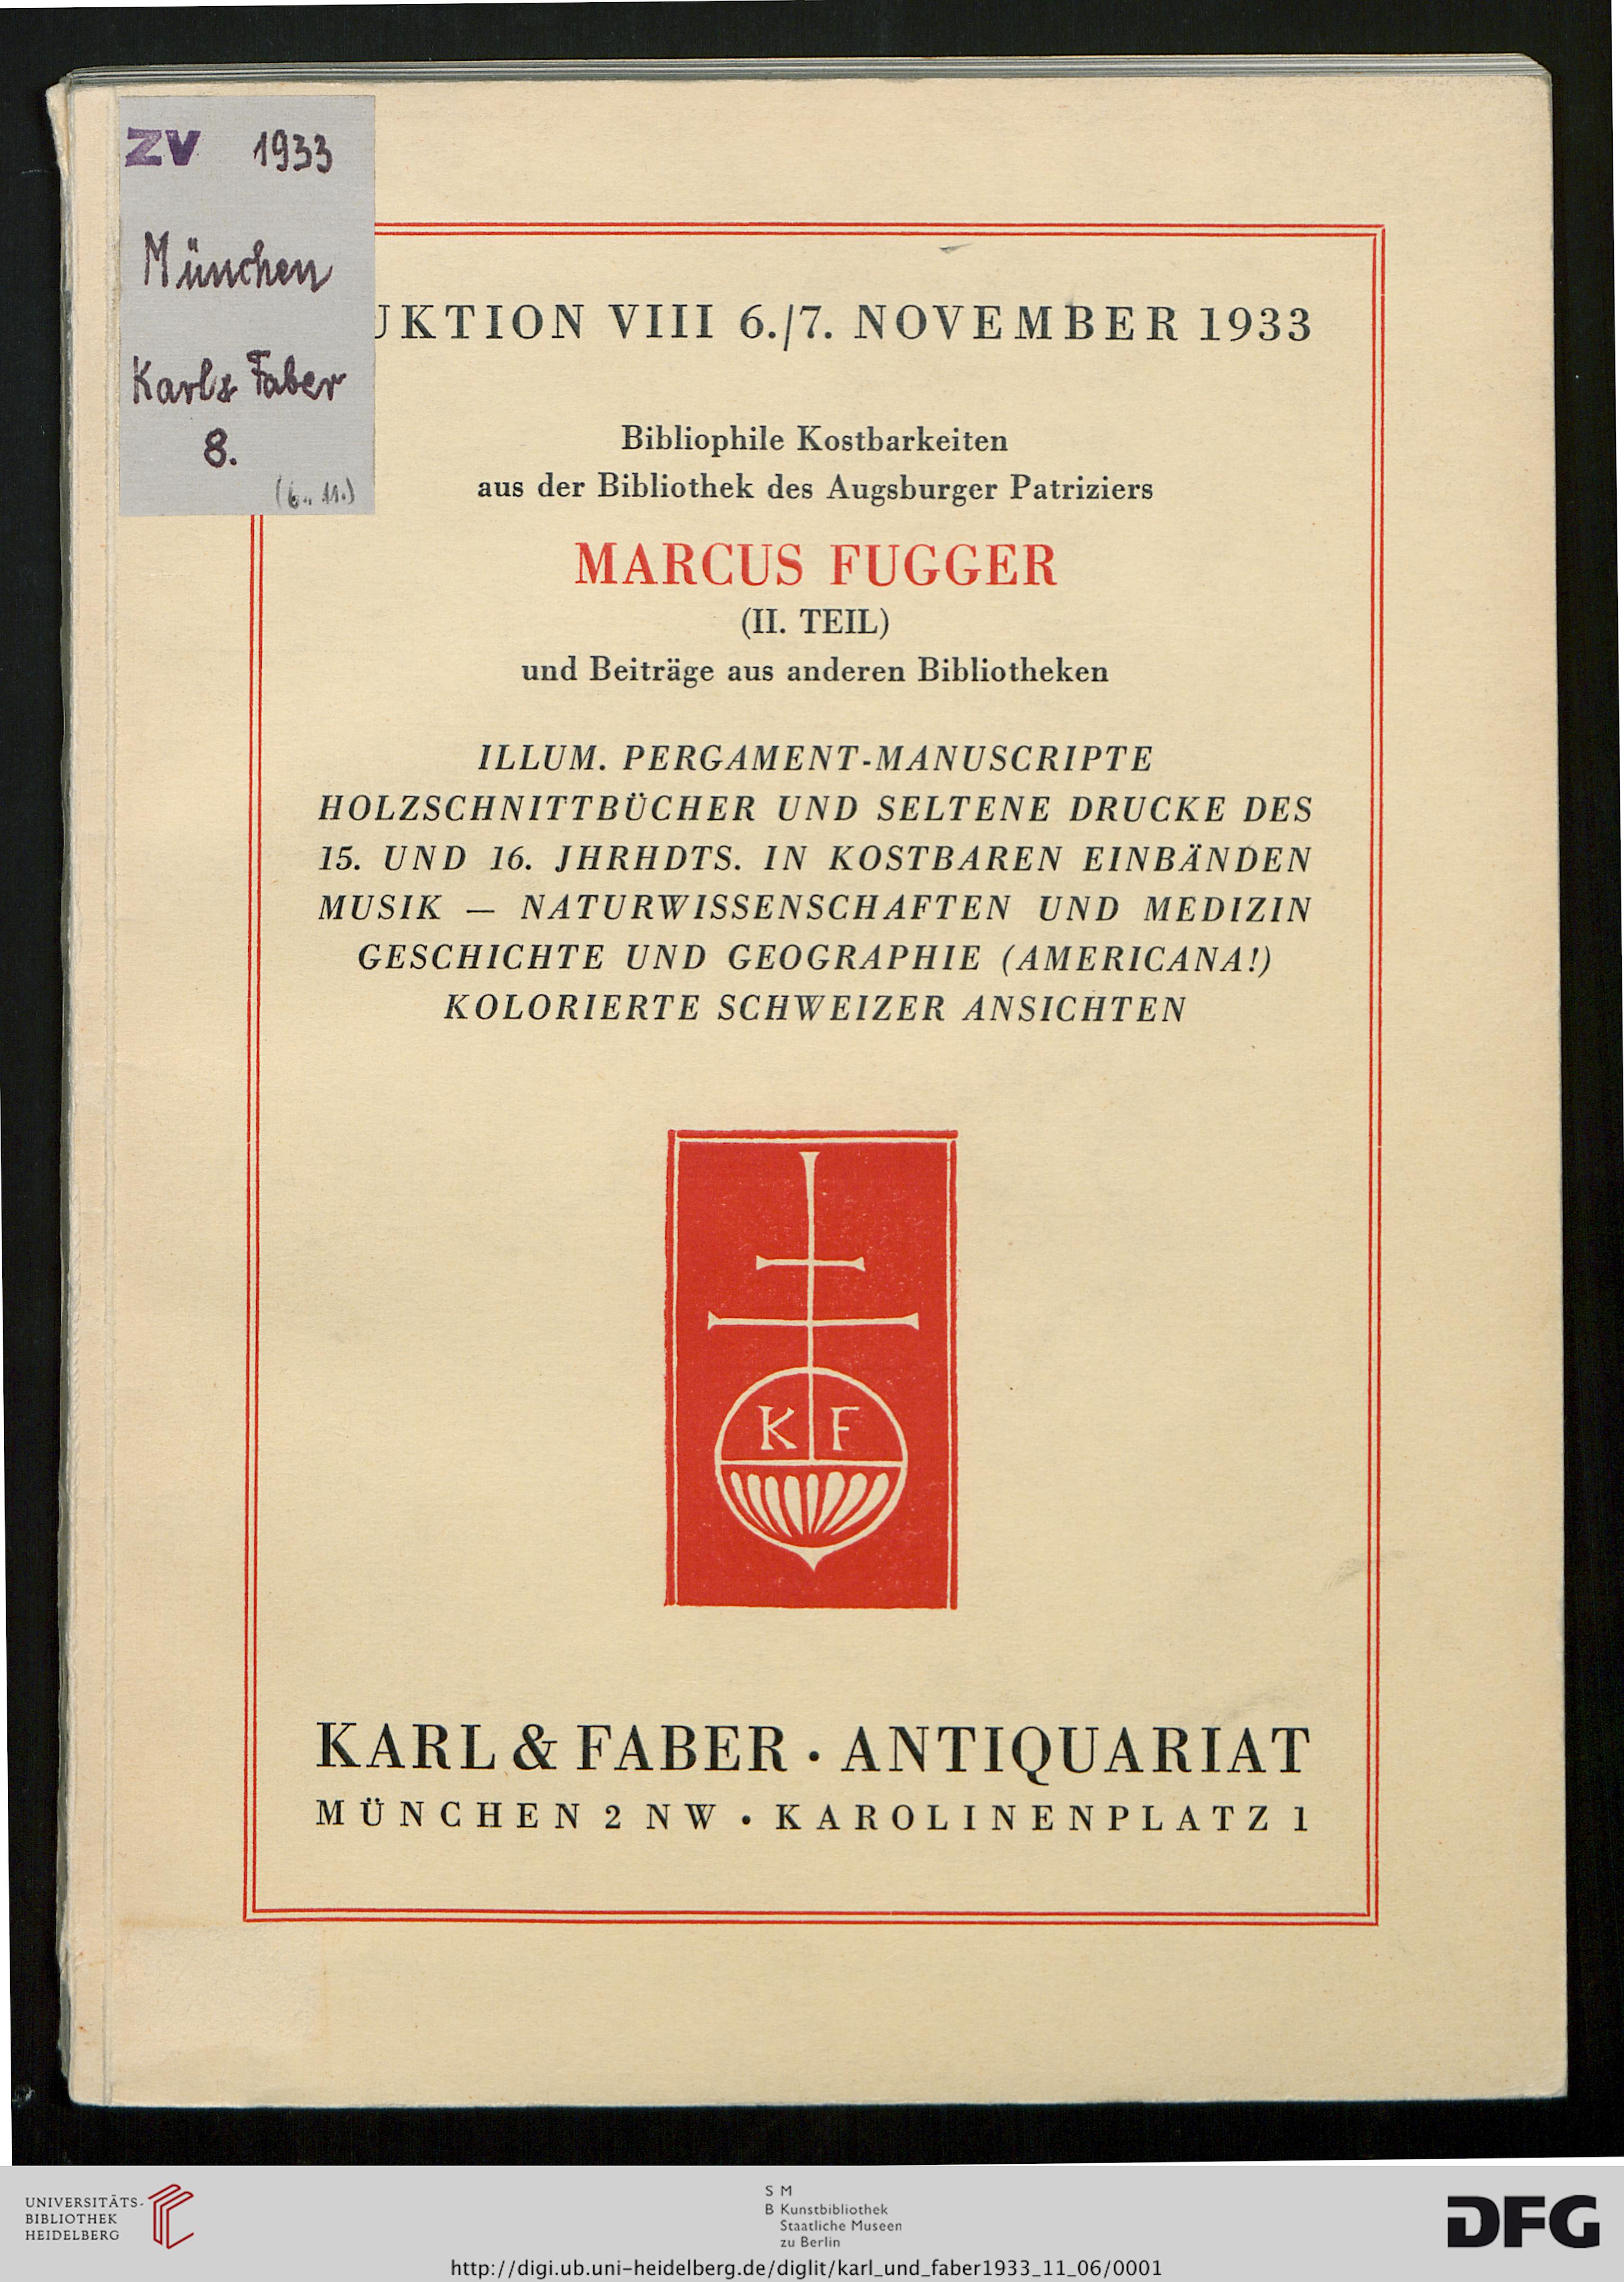 ZV 1933
München
Karl & Faber
8.
(6.. 11.)
UKTION VIII 6./7. NOVEMBER 1933
Bibliophile Kostbarkeiten
aus der Bibliothek des Augsburger Patriziers
MARCUS FUGGER
(II. TEIL)
und Beiträge aus anderen Bibliotheken
ILLUM. PERGAMENT-MANUSCRIPTE
HOLZSCHNITTBÜCHER UND SELTENE DRUCKE DES
15. UND 16. JHRHDTS. IN KOSTBAREN EINBÄNDEN
MUSIK — NATURWISSENSCHAFTEN UND MEDIZIN
GESCHICHTE UND GEOGRAPHIE (AMERICANA!)
KOLORIERTE SCHWEIZER ANSICHTEN
K F
KARL & FABER · ANTIQUARIAT
MÜNCHEN 2 NW · KAROLINENPLATZ 1
UNIVERSITÄTS-
BIBLIOTHEK
HEIDELBERG
S M
B Kunstbibliothek
Staatliche Museen
zu Berlin
DFG
http://digi.ub.uni-heidelberg.de/diglit/karl_und_faber1933_11_06/0001